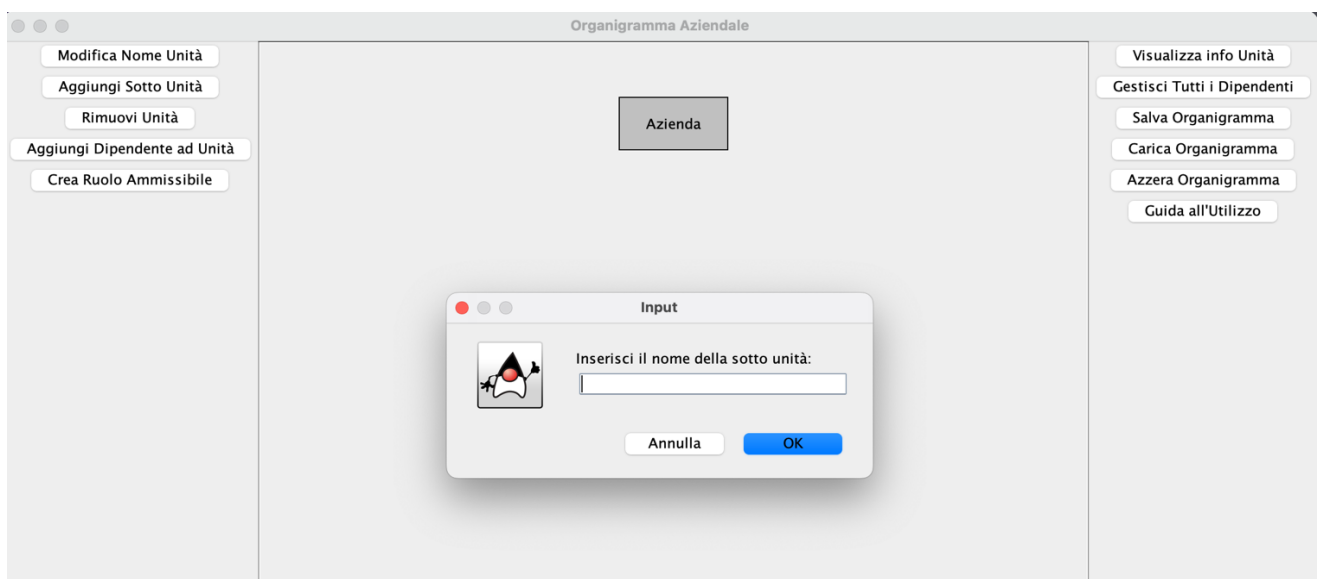 Organigramma Aziendale
Modifica Nome Unità
Aggiungi Sotto Unità
Rimuovi Unità
Aggiungi Dipendente ad Unità
Crea Ruolo Ammissibile
Azienda
Visualizza info Unità
Gestisci Tutti i Dipendenti
Salva Organigramma
Carica Organigramma
Azzera Organigramma
Guida all'Utilizzo
Input
Inserisci il nome della sotto unità:
Annulla
OK